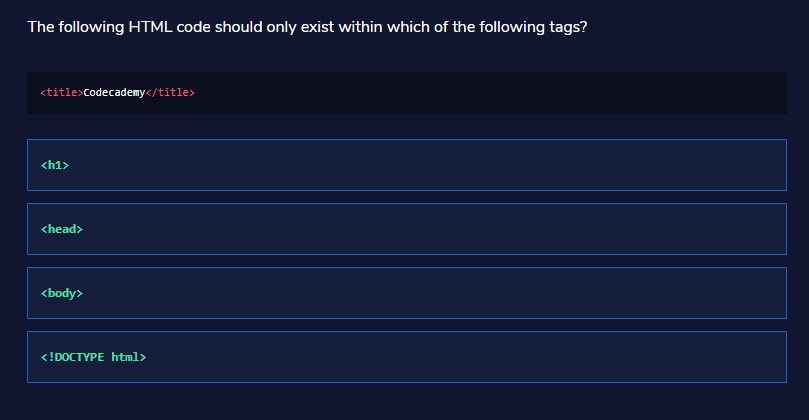 The following HTML code should only exist within which of the following tags?
<title>Codecademy</title>
<h1>
<head>
<body>
<!DOCTYPE html>